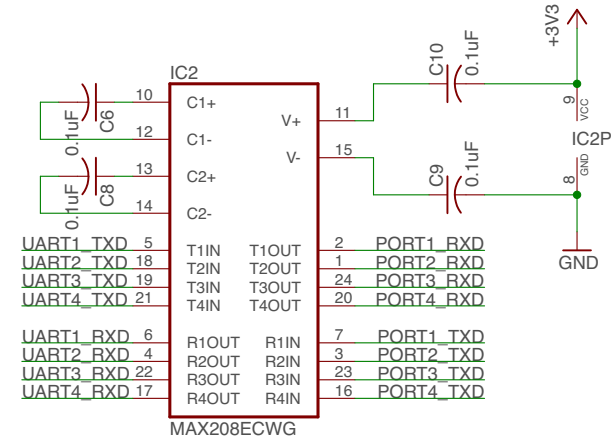 +3V3
IC2
C10
0.1uF
10 C1+
C6
0.1uF
12 C1-
V+ 11
9 VCC
IC2P
13 C2+
C8
0.1uF
14 C2-
V- 15
C9
0.1uF
8 GND
GND
UART1_TXD 5 T1IN T1OUT 2 PORT1_RXD
UART2_TXD 18 T2IN T2OUT 1 PORT2_RXD
UART3_TXD 19 T3IN T3OUT 24 PORT3_RXD
UART4_TXD 21 T4IN T4OUT 20 PORT4_RXD
UART1_RXD 6 R1OUT R1IN 7 PORT1_TXD
UART2_RXD 4 R2OUT R2IN 3 PORT2_TXD
UART3_RXD 22 R3OUT R3IN 23 PORT3_TXD
UART4_RXD 17 R4OUT R4IN 16 PORT4_TXD
MAX208ECWG